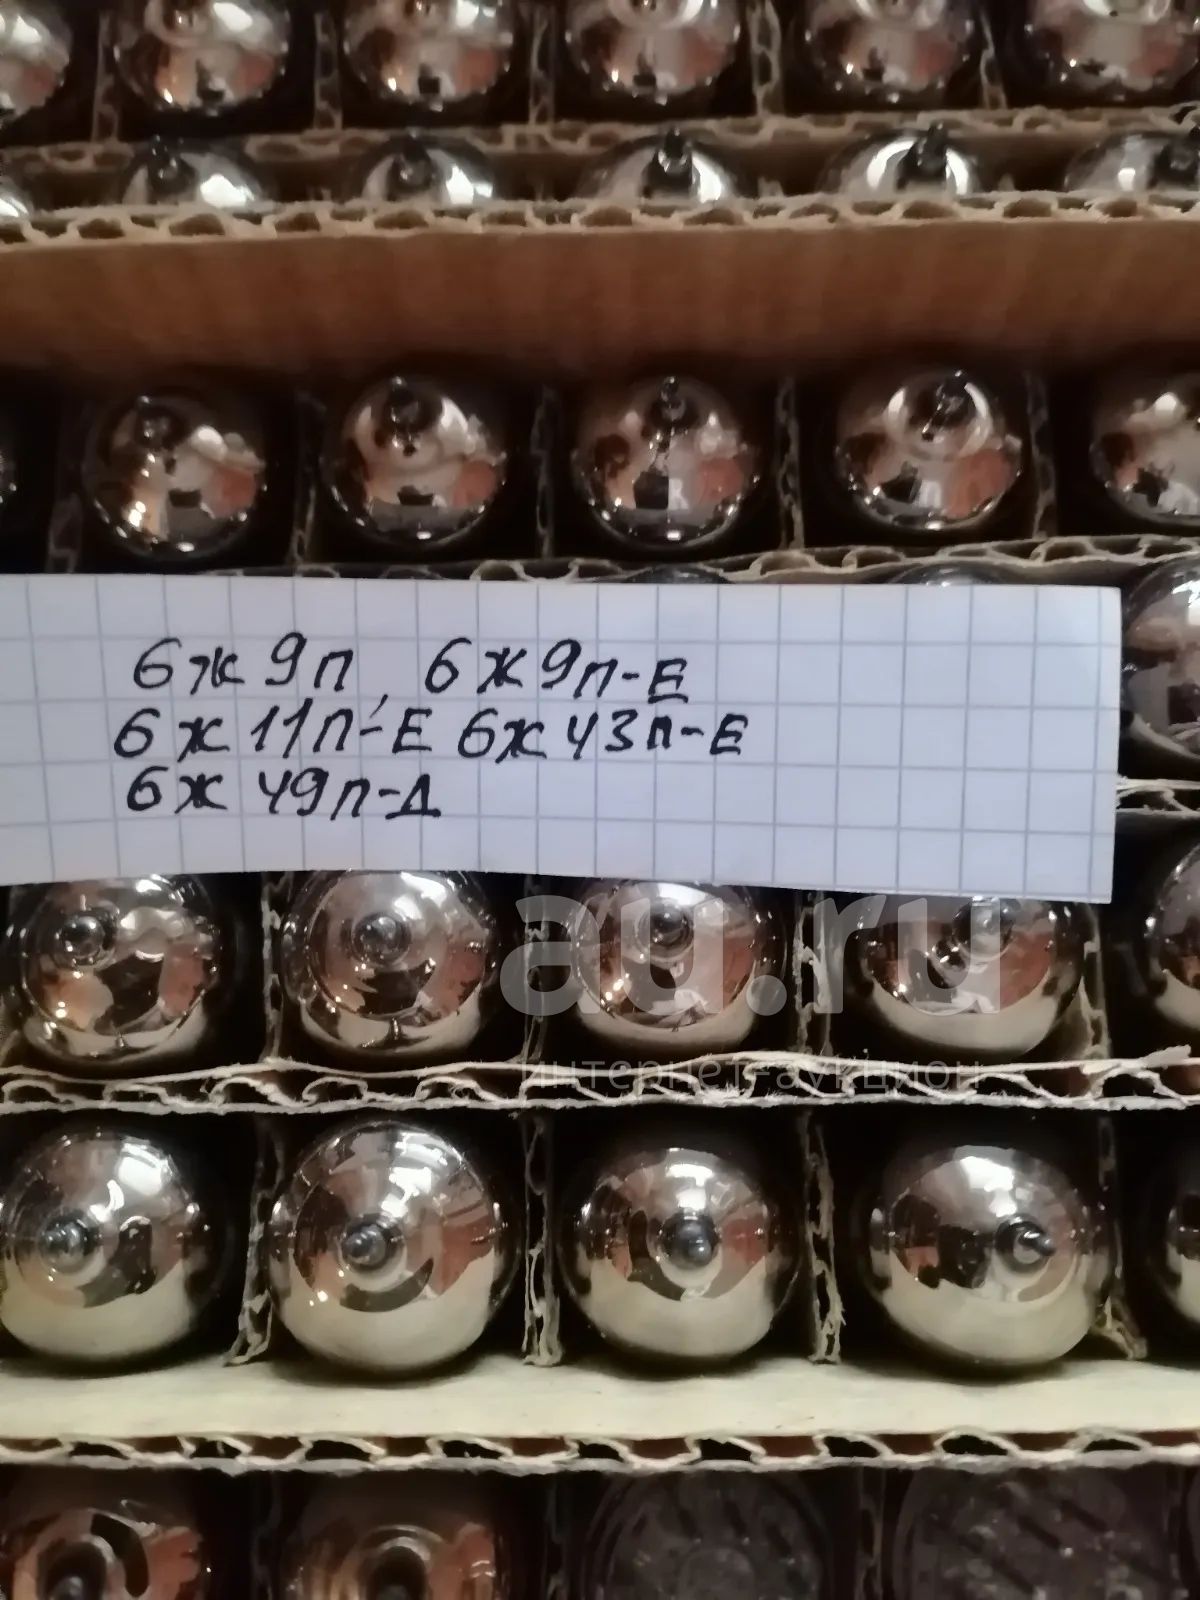 6ж9п, 6ж9п-Е
6ж11п-Е 6ж43п-Е
6ж49п-Д
au.ru
интернет-аукцион